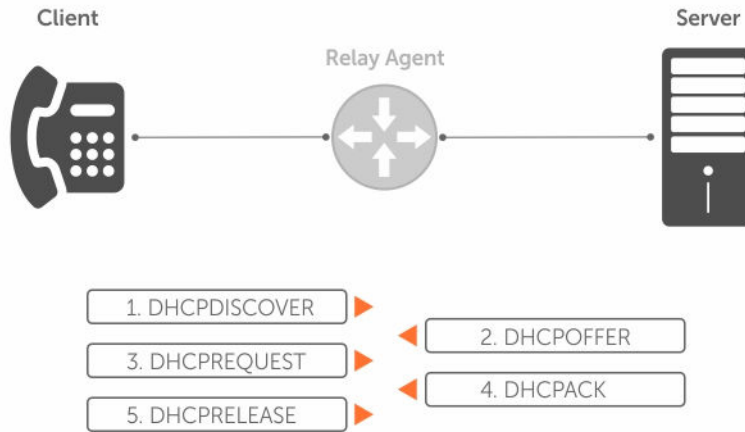 Client
Server
Relay Agent
1. DHCPDISCOVER
2. DHCPOFFER
3. DHCPREQUEST
4. DHCPACK
5. DHCPRELEASE